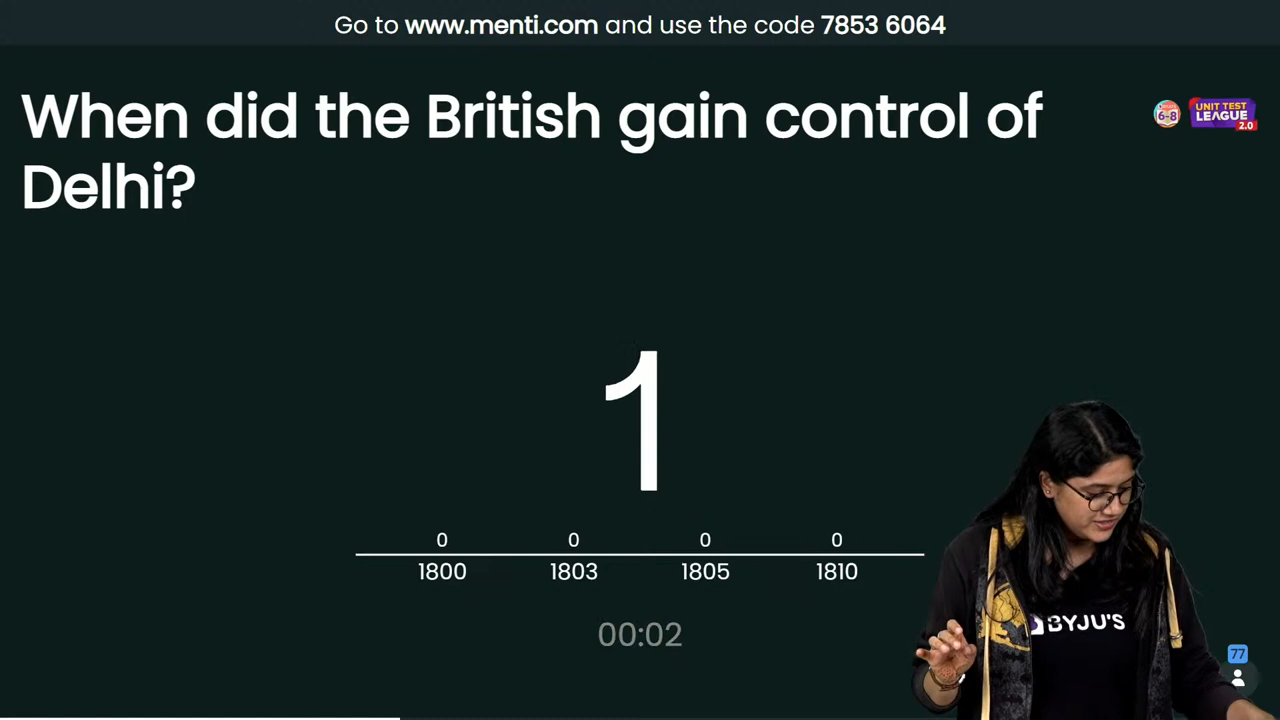 Go to www.menti.com and use the code 7853 6064
When did the British gain control of
Delhi?
6-8
UNIT TEST
LEAGUE
2.0
1
0 0 0 0
1800 1803 1805 1810
00:02
BYJU'S
77